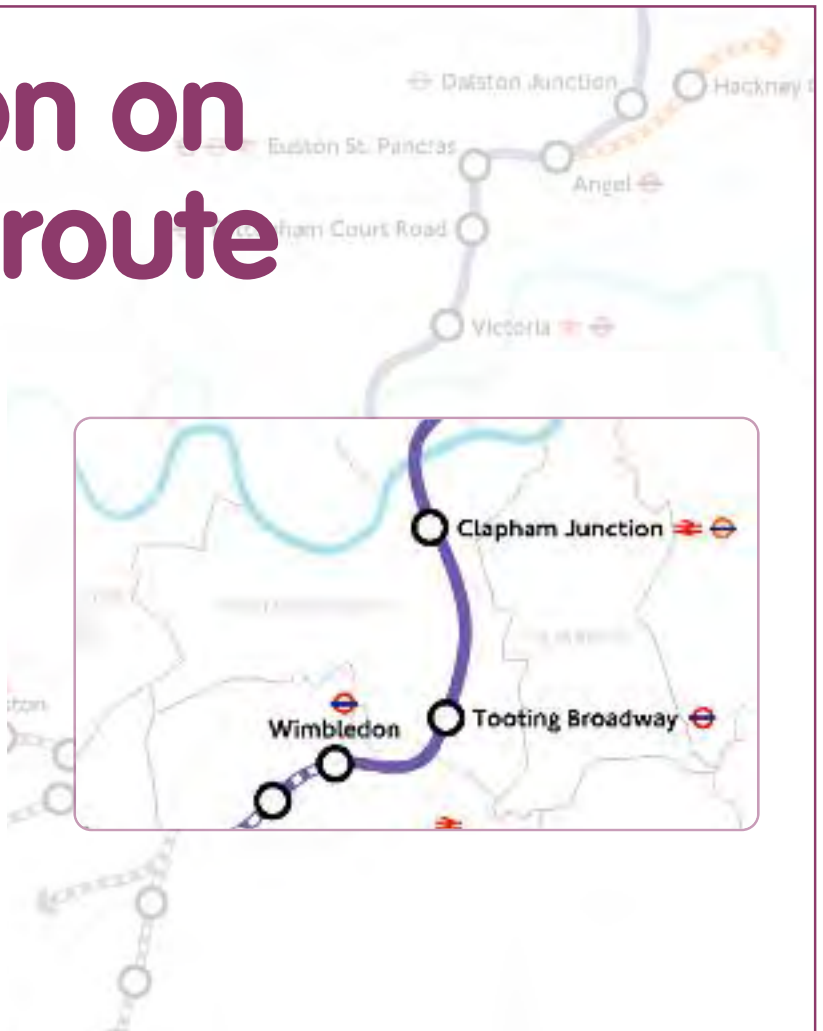 on on
route
Dalston Junction
Hackney
Euston St. Pancras
Angel
ham Court Road
Victoria
Clapham Junction
Tooting Broadway
Wimbledon
ston